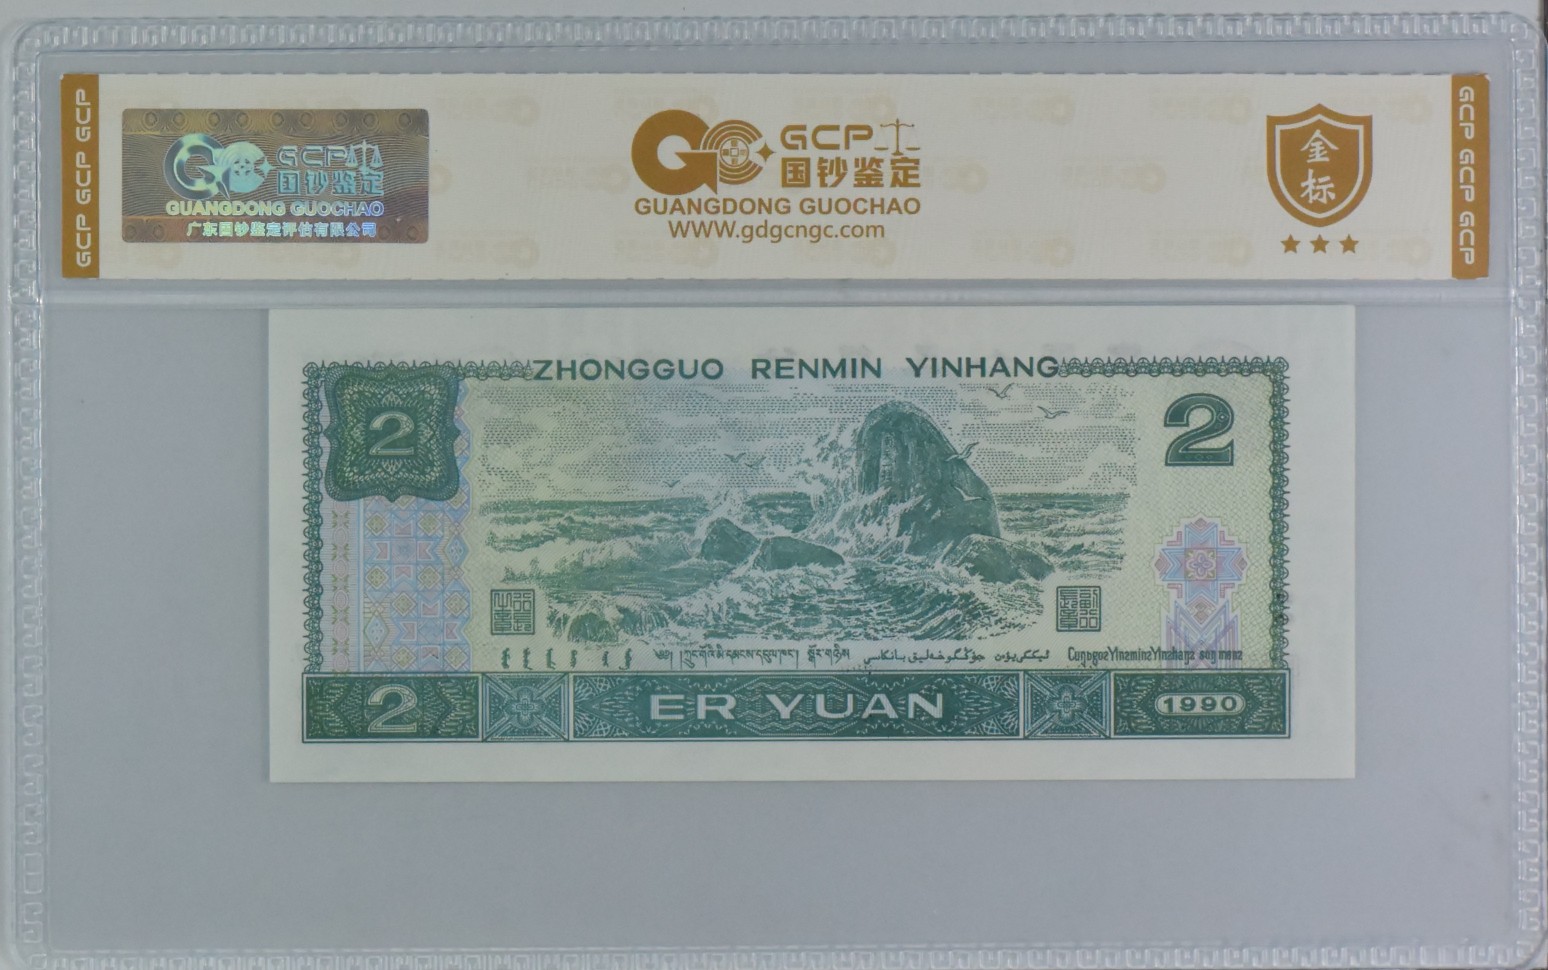 GCP GCP GCP
GCP
国钞鉴定
GUANGDONG GUOCHAO
广东国钞鉴定评估有限公司
GCP
国钞鉴定
GUANGDONG GUOCHAO
WWW.gdgcngc.com
金标
GCP GCP GCP
ZHONGGUO RENMIN YINHANG
2
2
2
ER YUAN
1990